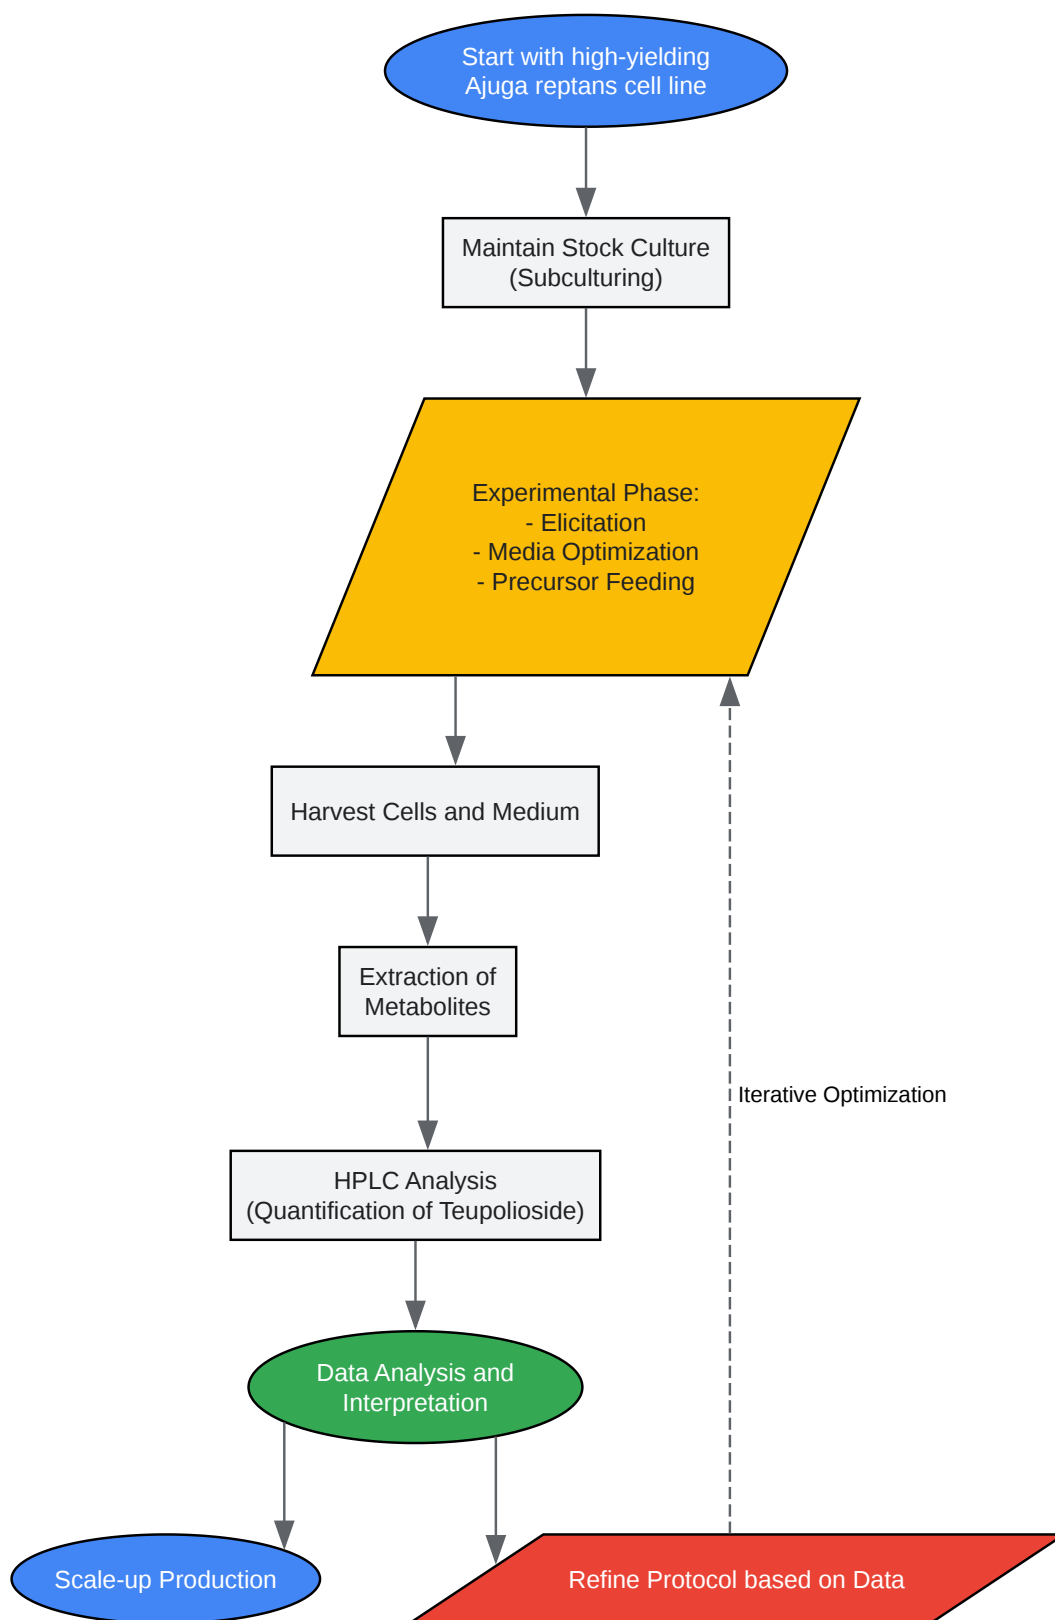 Start with high-yielding
Ajuga reptans cell line
Maintain Stock Culture
(Subculturing)
Experimental Phase:
- Elicitation
- Media Optimization
- Precursor Feeding
Harvest Cells and Medium
Extraction of
Metabolites
Iterative Optimization
HPLC Analysis
(Quantification of Teupolioside)
Data Analysis and
Interpretation
Scale-up Production
Refine Protocol based on Data